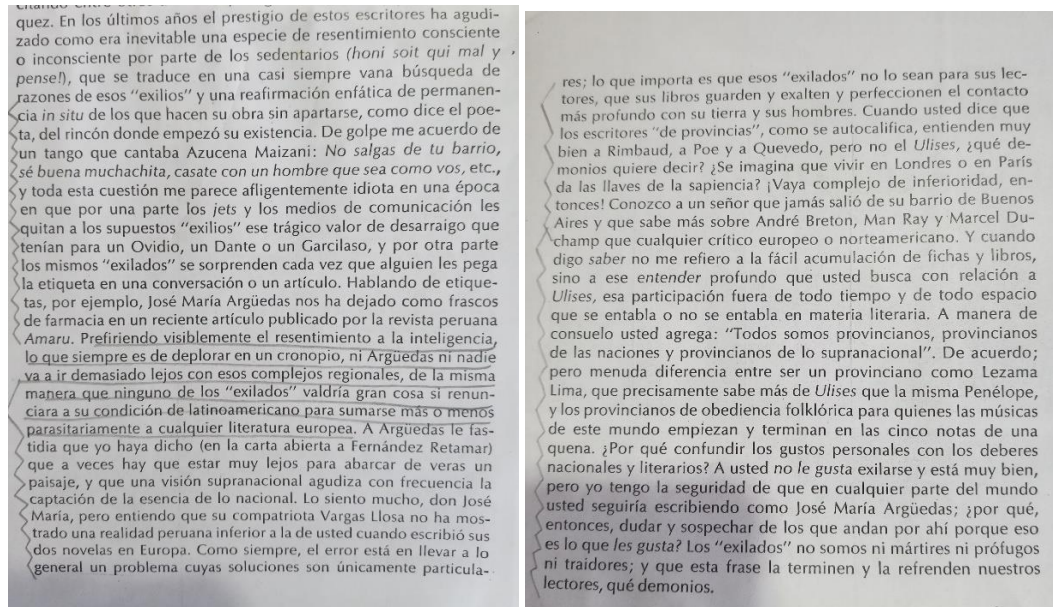 quez. En los últimos años el prestigio de estos escritores ha agudi-
zado como era inevitable una especie de resentimiento consciente
o inconsciente por parte de los sedentarios (honi soit qui mal y
pense!), que se traduce en una casi siempre vana búsqueda de
razones de esos "exilios" y una reafirmación enfática de permanen-
cia in situ de los que hacen su obra sin apartarse, como dice el poe-
ta, del rincón donde empezó su existencia. De golpe me acuerdo de
un tango que cantaba Azucena Maizani: No salgas de tu barrio,
sé buena muchachita, casate con un hombre que sea como vos, etc.,
y toda esta cuestión me parece afligentemente idiota en una época
en que por una parte los jets y los medios de comunicación les
quitan a los supuestos "exilios" ese trágico valor de desarraigo que
tenían para un Ovidio, un Dante o un Garcilaso, y por otra parte
los mismos "exilados" se sorprenden cada vez que alguien les pega
la etiqueta en una conversación o un artículo. Hablando de etique-
tas, por ejemplo, José María Argüedas nos ha dejado como frascos
de farmacia en un reciente artículo publicado por la revista peruana
Amaru. Prefiriendo visiblemente el resentimiento a la inteligencia,
lo que siempre es de deplorar en un cronopio, ni Argüedas ni nadie
va a ir demasiado lejos con esos complejos regionales, de la misma
manera que ninguno de los "exilados" valdría gran cosa si renun-
ciara a su condición de latinoamericano para sumarse más o menos
parasitariamente a cualquier literatura europea. A Argüedas le fas-
tidia que yo haya dicho (en la carta abierta a Fernández Retamar)
que a veces hay que estar muy lejos para abarcar de veras un
paisaje, y que una visión supranacional agudiza con frecuencia la
captación de la esencia de lo nacional. Lo siento mucho, don José
María, pero entiendo que su compatriota Vargas Llosa no ha mos-
trado una realidad peruana inferior a la de usted cuando escribió sus
dos novelas en Europa. Como siempre, el error está en llevar a lo
general un problema cuyas soluciones son únicamente particula-
res; lo que importa es que esos "exilados" no lo sean para sus lec-
tores, que sus libros guarden y exalten y perfeccionen el contacto
más profundo con su tierra y sus hombres. Cuando usted dice que
los escritores "de provincias", como se autocalifica, entienden muy
bien a Rimbaud, a Poe y a Quevedo, pero no el Ulises, ¿qué de-
monios quiere decir? ¿Se imagina que vivir en Londres o en París
da las llaves de la sapiencia? ¡Vaya complejo de inferioridad, en-
tonces! Conozco a un señor que jamás salió de su barrio de Buenos
Aires y que sabe más sobre André Breton, Man Ray y Marcel Du-
champ que cualquier crítico europeo o norteamericano. Y cuando
digo saber no me refiero a la fácil acumulación de fichas y libros,
sino a ese entender profundo que usted busca con relación a
Ulises, esa participación fuera de todo tiempo y de todo espacio
que se entabla o no se entabla en materia literaria. A manera de
consuelo usted agrega: "Todos somos provincianos, provincianos
de las naciones y provincianos de lo supranacional". De acuerdo;
pero menuda diferencia entre ser un provinciano como Lezama
Lima, que precisamente sabe más de Ulises que la misma Penélope,
y los provincianos de obediencia folklórica para quienes las músicas
de este mundo empiezan y terminan en las cinco notas de una
quena. ¿Por qué confundir los gustos personales con los deberes
nacionales y literarios? A usted no le gusta exilarse y está muy bien,
pero yo tengo la seguridad de que en cualquier parte del mundo
usted seguiría escribiendo como José María Argüedas; ¿por qué,
entonces, dudar y sospechar de los que andan por ahí porque eso
es lo que les gusta? Los "exilados" no somos ni mártires ni prófugos
ni traidores; y que esta frase la terminen y la refrenden nuestros
lectores, qué demonios.